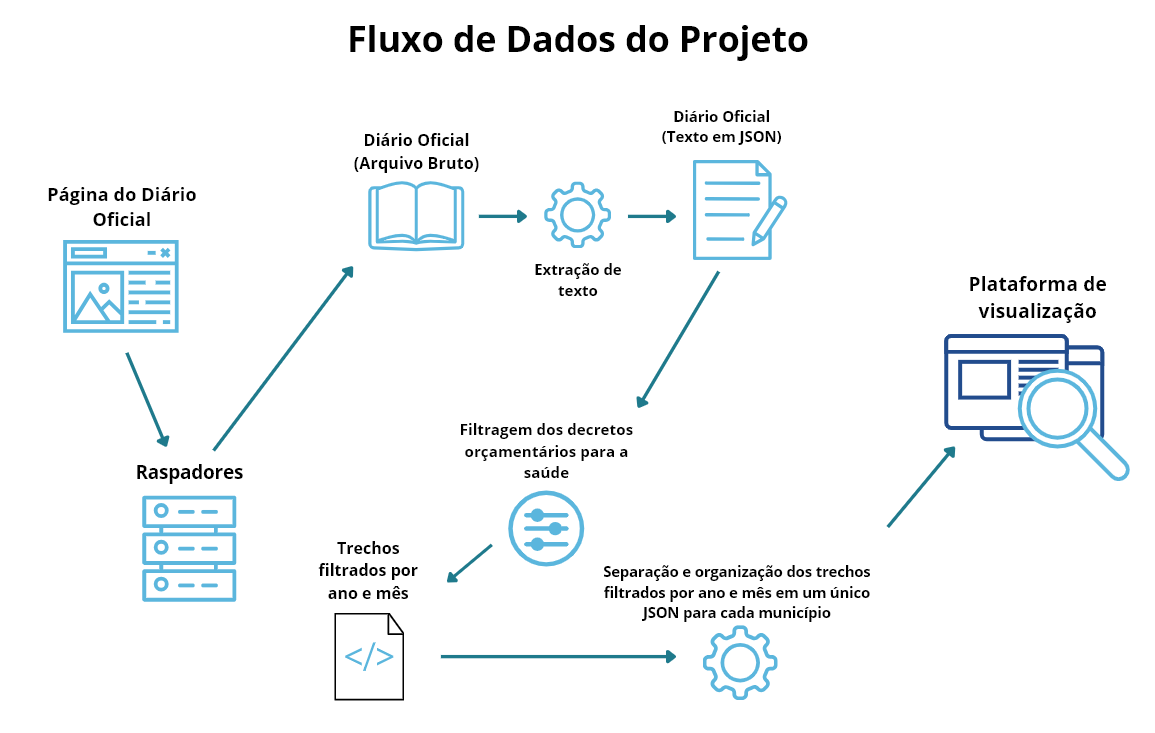 Fluxo de Dados do Projeto
Página do Diário
Oficial
Raspadores
Diário Oficial
(Arquivo Bruto)
Extração de
texto
Diário Oficial
(Texto em JSON)
Filtragem dos decretos
orçamentários para a
saúde
Trechos
filtrados por
ano e mês
</>
Separação e organização dos trechos
filtrados por ano e mês em um único
JSON para cada município
Plataforma de
visualização